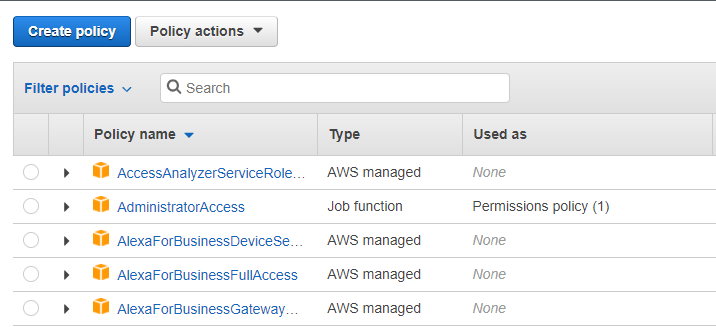 Create policy Policy actions
Filter policies Search
Policy name Type Used as
AccessAnalyzerServiceRole... AWS managed None
AdministratorAccess Job function Permissions policy (1)
AlexaForBusinessDeviceSe... AWS managed None
AlexaForBusinessFullAccess AWS managed None
AlexaForBusinessGateway... AWS managed None